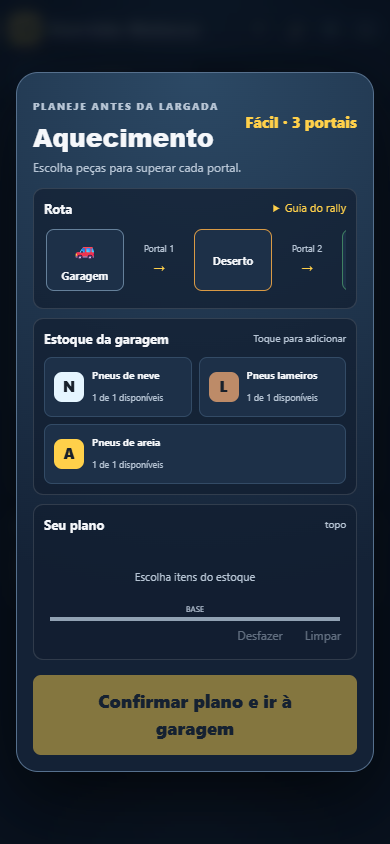 PLANEJE ANTES DA LARGADA
Aquecimento
Fácil · 3 portais
Escolha peças para superar cada portal.
Rota
▶ Guia do rally
Garagem
Portal 1
→
Deserto
Portal 2
→
Estoque da garagem
Toque para adicionar
N
Pneus de neve
1 de 1 disponíveis
L
Pneus lameiros
1 de 1 disponíveis
A
Pneus de areia
1 de 1 disponíveis
Seu plano
topo
Escolha itens do estoque
BASE
Desfazer
Limpar
Confirmar plano e ir à
garagem